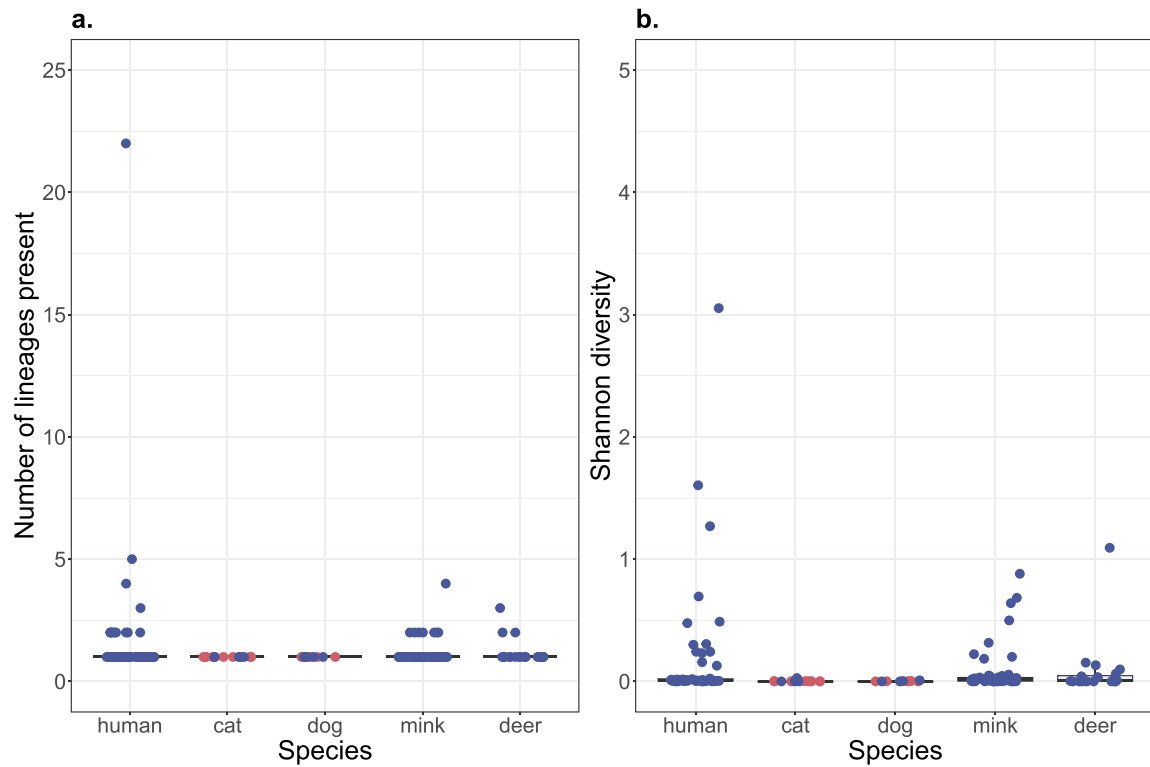 a.
Number of lineages present
25
20
15
10
5
0
human cat dog mink deer
Species
b.
Shannon diversity
5
4
3
2
1
0
human cat dog mink deer
Species